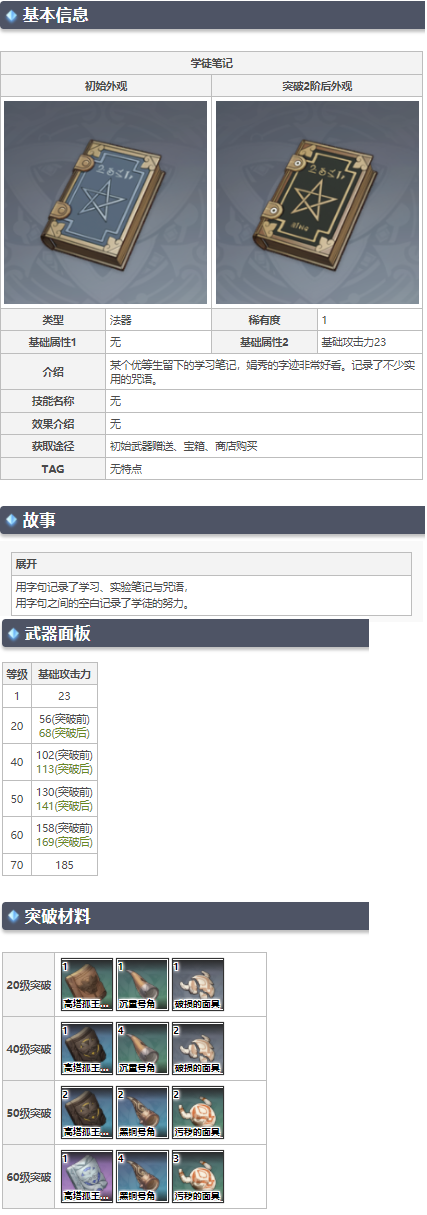 基本信息
学徒笔记
初始外观
突破2阶后外观
类型
法器
稀有度
1
基础属性1
无
基础属性2
基础攻击力23
介绍
某个优等生留下的学习笔记，娟秀的字迹非常好看。记录了不少实
用的咒语。
技能名称
无
效果介绍
无
获取途径
初始武器赠送、宝箱、商店购买
TAG
无特点
故事
展开
用字句记录了学习、实验笔记与咒语，
用字句之间的空白记录了学徒的努力。
武器面板
等级
基础攻击力
1
23
20
56(突破前)
68(突破后)
40
102(突破前)
113(突破后)
50
130(突破前)
141(突破后)
60
158(突破前)
169(突破后)
70
185
突破材料
20级突破
1
高塔孤王...
1
沉重号角
1
破损的面具
40级突破
1
高塔孤王...
4
沉重号角
2
破损的面具
50级突破
2
高塔孤王...
2
黑铜号角
2
污秽的面具
60级突破
1
高塔孤王...
4
黑铜号角
3
污秽的面具